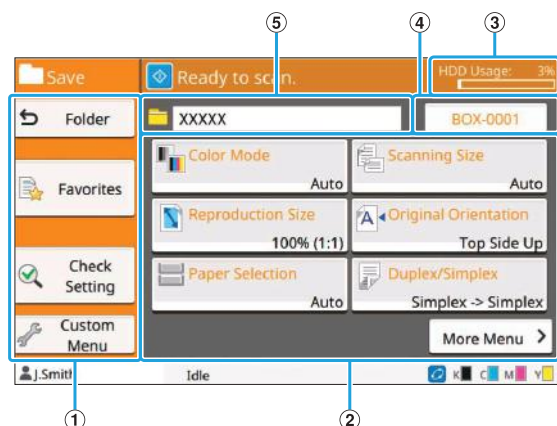 ⑤ ④ ③
Save
Ready to scan.
HDD Usage: 3%
Folder
XXXXX
BOX-0001
Favorites
Color Mode
Auto
Scanning Size
Auto
Reproduction Size
100% (1:1)
Original Orientation
Top Side Up
Check
Setting
Paper Selection
Auto
Duplex/Simplex
Simplex -> Simplex
Custom
Menu
More Menu >
J.Smith
Idle
K C M Y
① ②